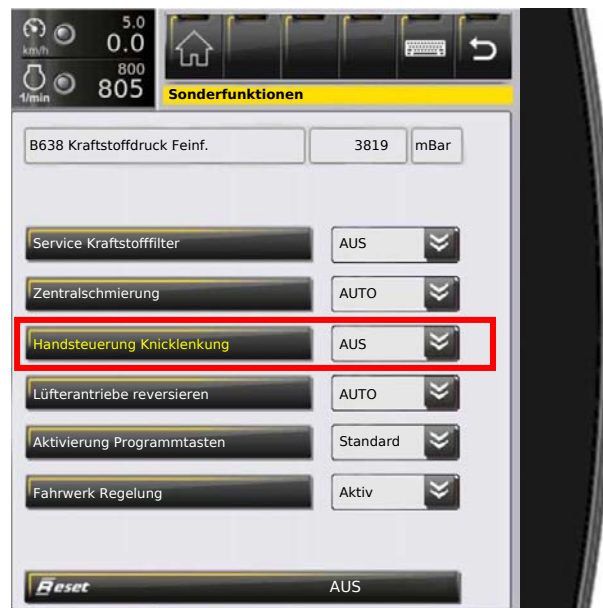 5.0
km/h 0.0
800
1/min 805
Sonderfunktionen
B638 Kraftstoffdruck Feinf. 3819 mBar
Service Kraftstofffilter AUS
Zentralschmierung AUTO
Handsteuerung Knicklenkung AUS
Lüfterantriebe reversieren AUTO
Aktivierung Programmtasten Standard
Fahrwerk Regelung Aktiv
Reset AUS